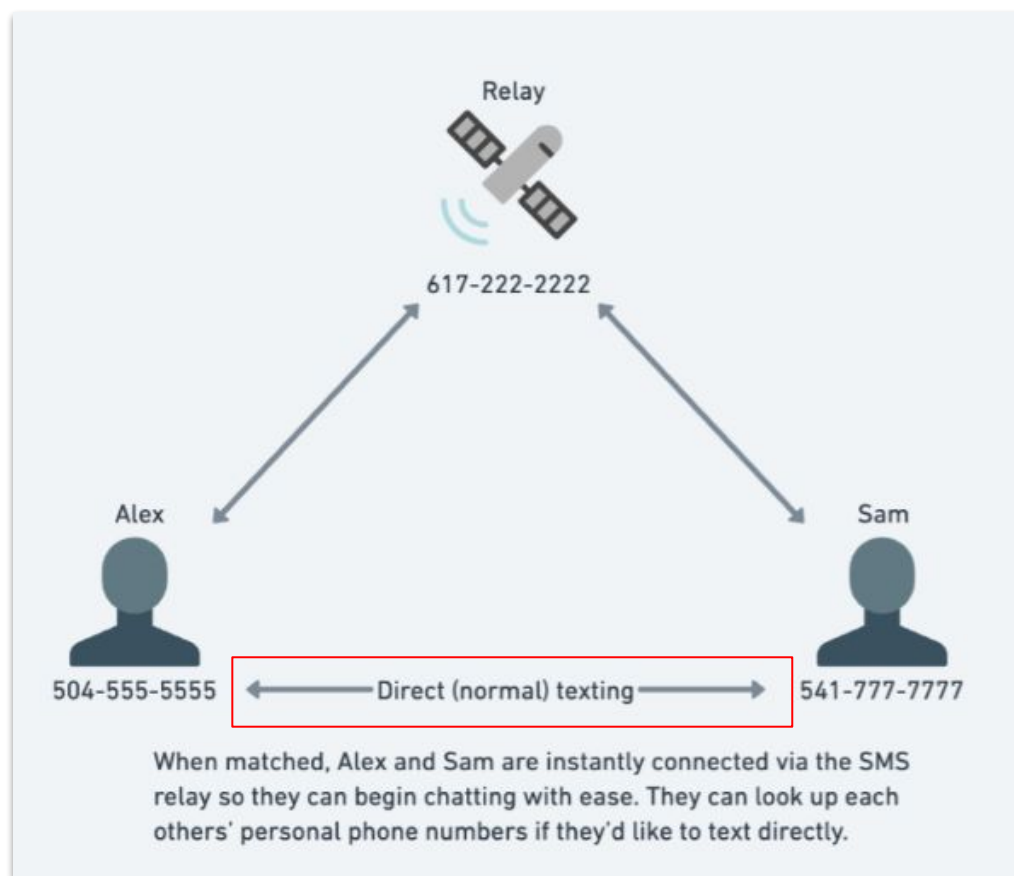 Relay
617-222-2222
Alex
Sam
504-555-5555
Direct (normal) texting
541-777-7777
When matched, Alex and Sam are instantly connected via the SMS
relay so they can begin chatting with ease. They can look up each
others’ personal phone numbers if they’d like to text directly.